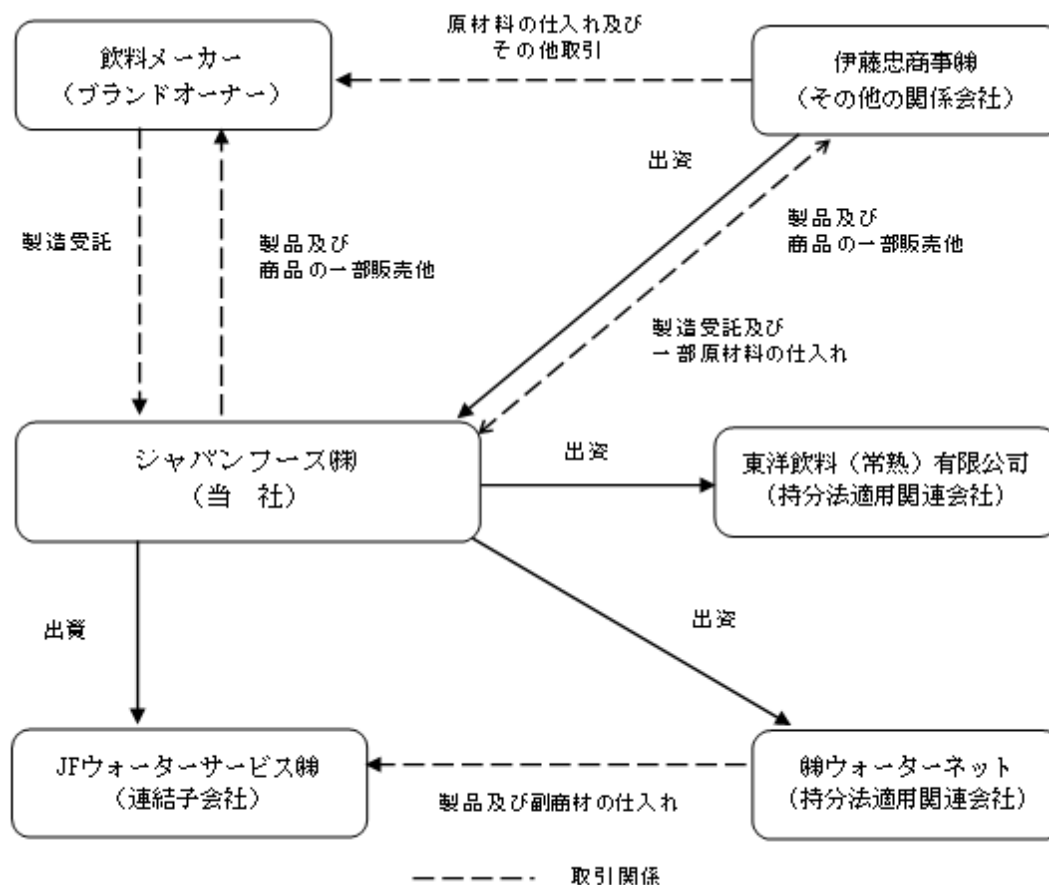 原材料の仕入れ及び
その他取引
飲料メーカー
（ブランドオーナー）
伊藤忠商事㈱
（その他の関係会社）
出資
製造受託
製品及び
商品の一部販売他
製品及び
商品の一部販売他
製造受託及び
一部原材料の仕入れ
ジャパンフーズ㈱
（当　社）
出資
東洋飲料（常熟）有限公司
（持分法適用関連会社）
出資
出資
JFウォーターサービス㈱
（連結子会社）
㈱ウォーターネット
（持分法適用関連会社）
製品及び副商材の仕入れ
取引関係